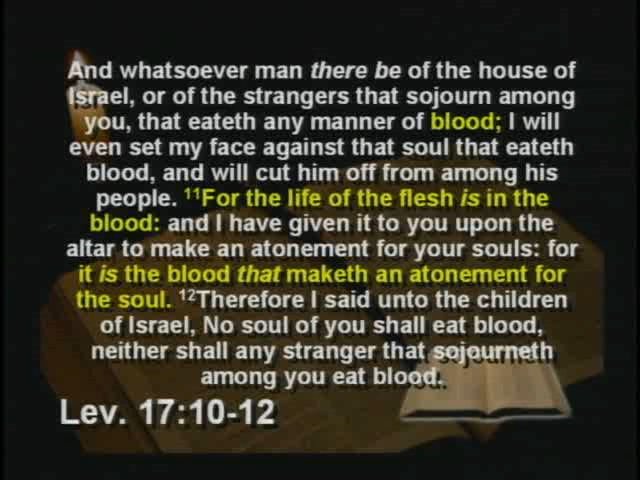 And whatsoever man there be of the house of
Israel, or of the strangers that sojourn among
you, that eateth any manner of blood; I will
even set my face against that soul that eateth
blood, and will cut him off from among his
people. ¹¹For the life of the flesh is in the
blood: and I have given it to you upon the
altar to make an atonement for your souls: for
it is the blood that maketh an atonement for
the soul. ¹²Therefore I said unto the children
of Israel, No soul of you shall eat blood,
neither shall any stranger that sojourneth
among you eat blood.
Lev. 17:10-12